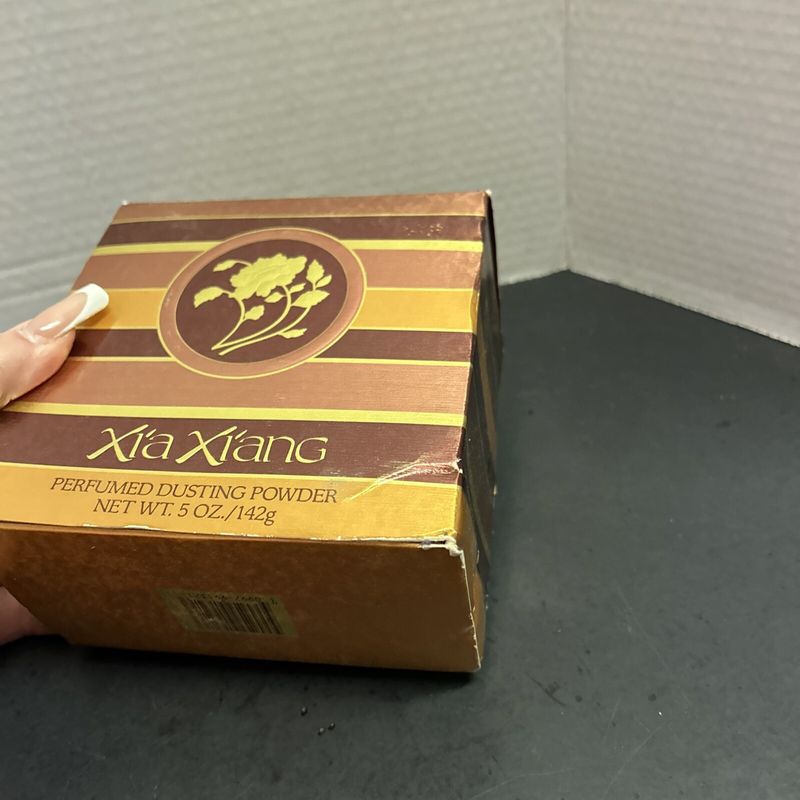 Xi'a Xi'ang
PERFUMED DUSTING POWDER
NET WT. 5 OZ./142g